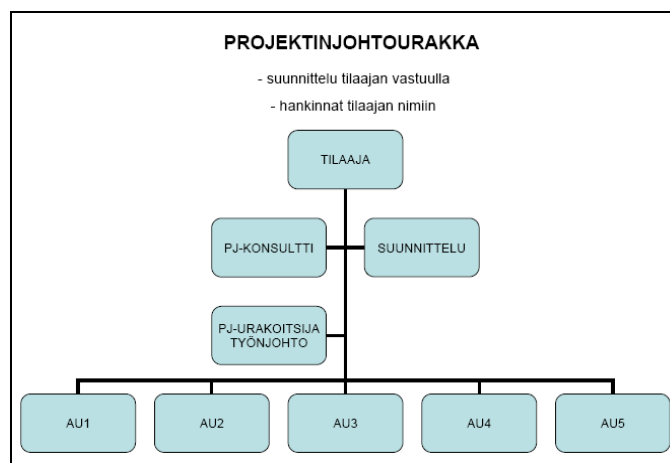 PROJEKTINJOHTOURAKKA
- suunnittelu tilaajan vastuulla
- hankinnat tilaajan nimiin
TILAAJA
PJ-KONSULTTI
SUUNNITTELU
PJ-URAKOITSIJA
TYÖNJOHTO
AU1
AU2
AU3
AU4
AU5